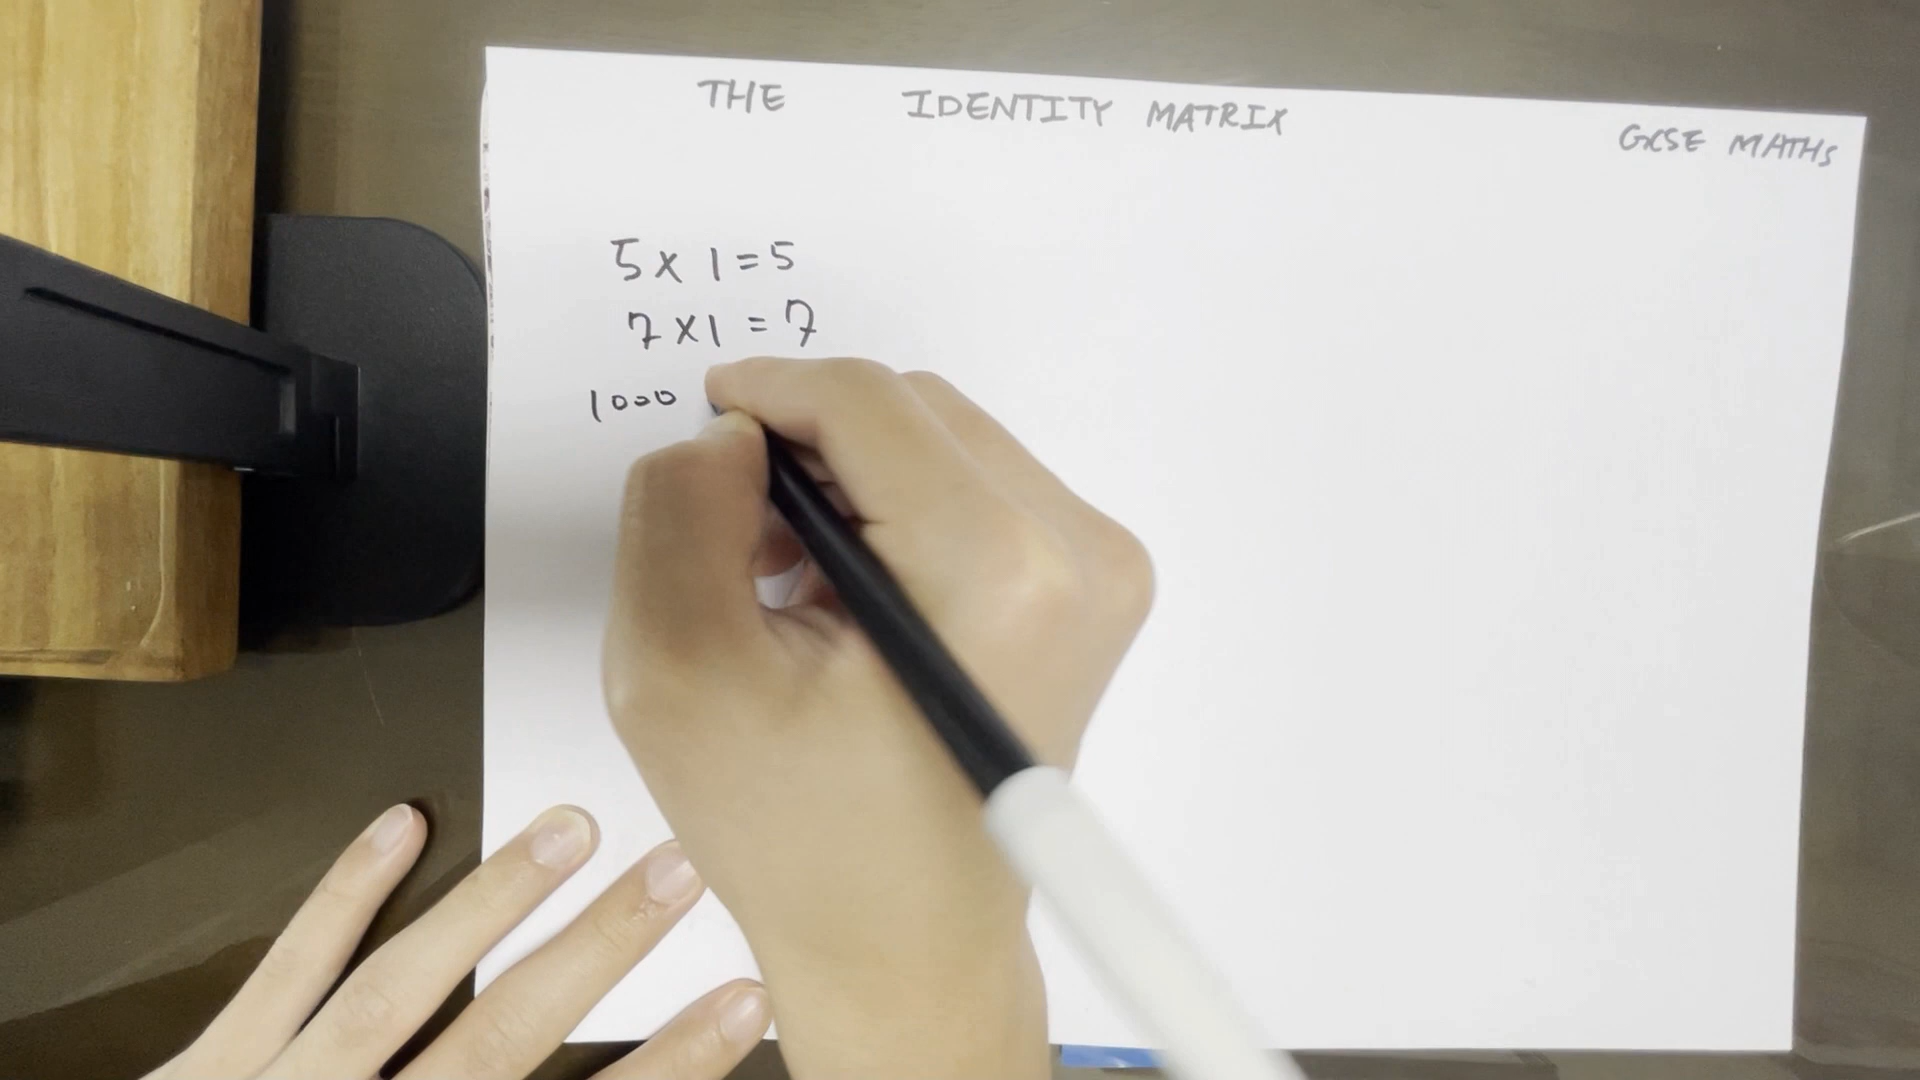 THE IDENTITY MATRIX
GCSE MATHS
5 x 1 = 5
7 x 1 = 7
1000